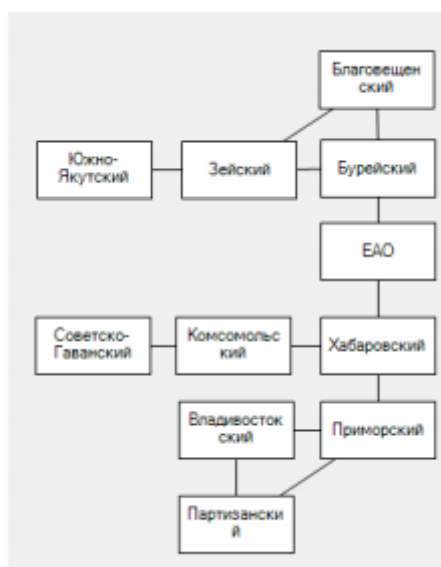 Благовещен
ский
Южно-
Якутский
Зейский
Бурейский
ЕАО
Советско-
Гаванский
Комсомольс
кий
Хабаровский
Владивосток
ский
Приморский
Партизански
й